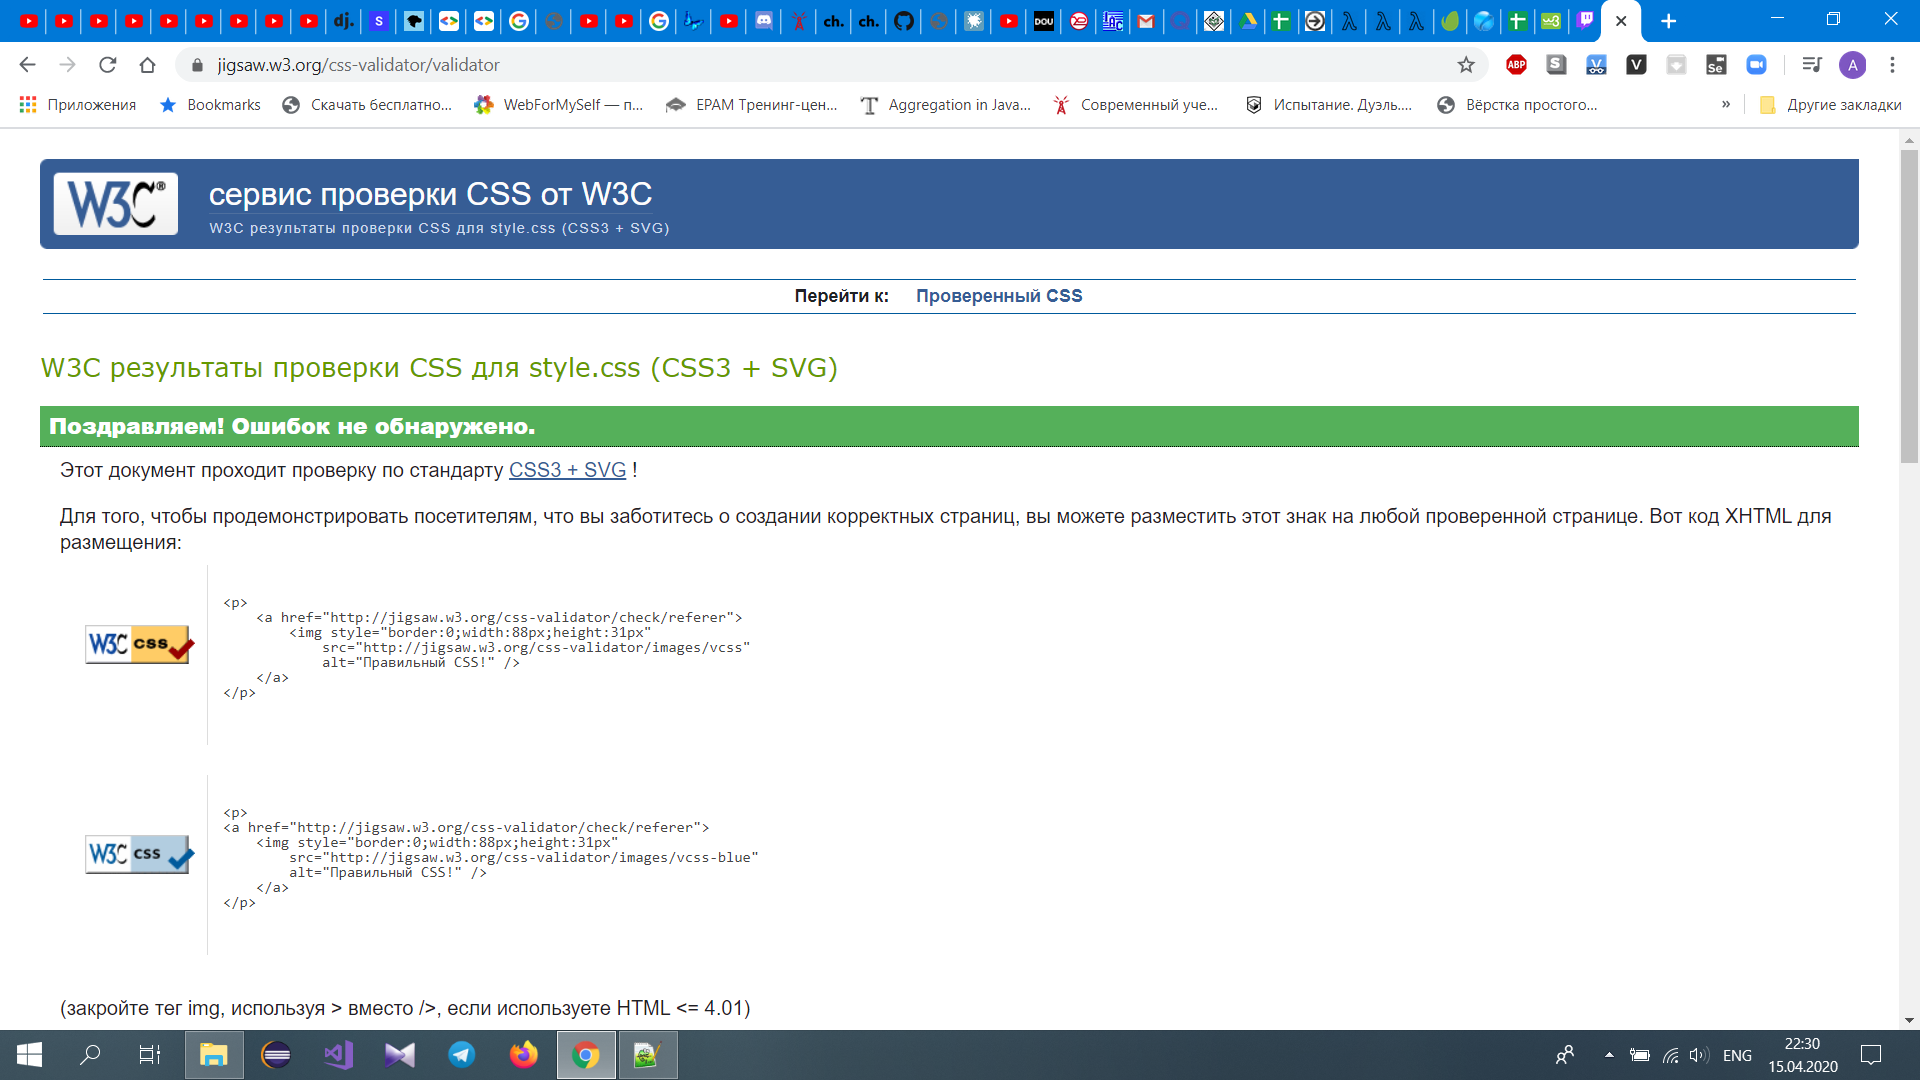 dj.
S
ch.
ch.
DOU
jigsaw.w3.org/css-validator/validator
ABP
S
V
V
Se
A
Приложения
Bookmarks
Скачать бесплатно...
WebForMySelf — п...
EPAM Тренинг-цен...
Aggregation in Java...
Современный уче...
Испытание. Дуэль....
Вёрстка простого...
»
Другие закладки
W3C®
сервис проверки CSS от W3C
W3C результаты проверки CSS для style.css (CSS3 + SVG)
Перейти к: Проверенный CSS
W3C результаты проверки CSS для style.css (CSS3 + SVG)
Поздравляем! Ошибок не обнаружено.
Этот документ проходит проверку по стандарту CSS3 + SVG !
Для того, чтобы продемонстрировать посетителям, что вы заботитесь о создании корректных страниц, вы можете разместить этот знак на любой проверенной странице. Вот код XHTML для
размещения:
W3C css
<p>
<a href="http://jigsaw.w3.org/css-validator/check/referer">
<img style="border:0;width:88px;height:31px"
src="http://jigsaw.w3.org/css-validator/images/vcss"
alt="Правильный CSS!" />
</a>
</p>
W3C css
<p>
<a href="http://jigsaw.w3.org/css-validator/check/referer">
<img style="border:0;width:88px;height:31px"
src="http://jigsaw.w3.org/css-validator/images/vcss-blue"
alt="Правильный CSS!" />
</a>
</p>
(закройте тег img, используя > вместо />, если используете HTML <= 4.01)
ENG
22:30
15.04.2020